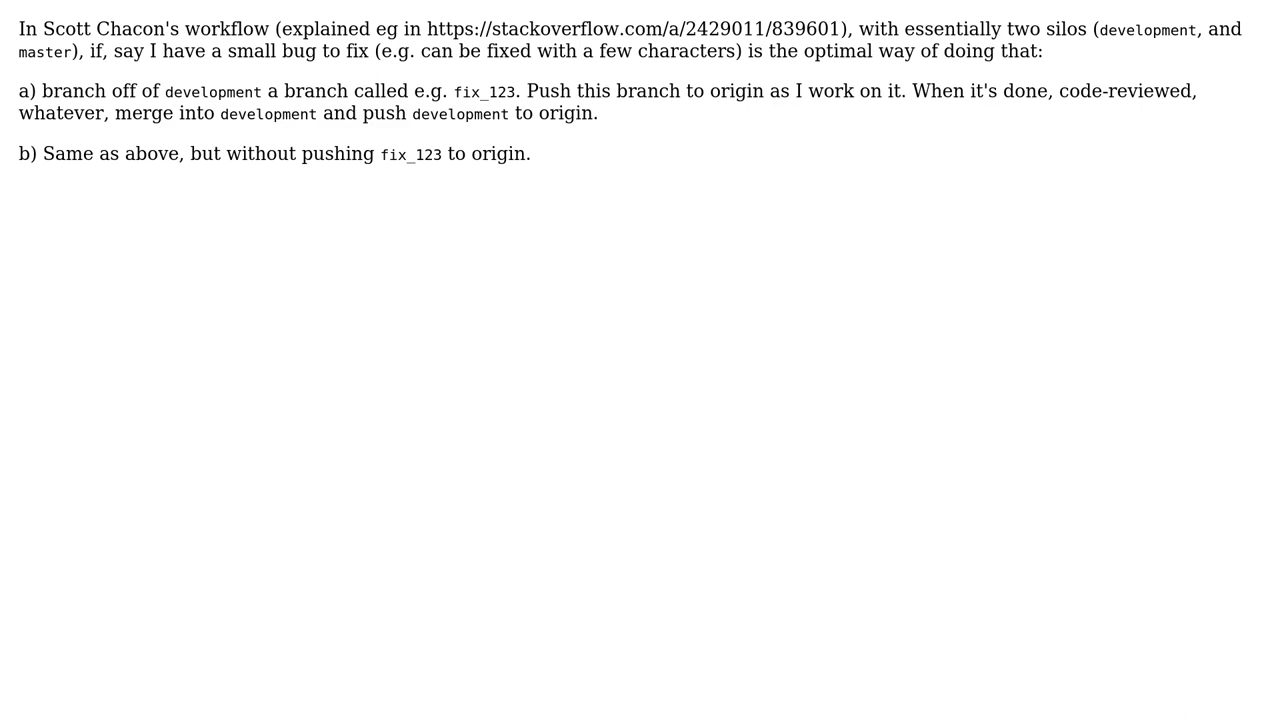 In Scott Chacon's workflow (explained eg in https://stackoverflow.com/a/2429011/839601), with essentially two silos (development, and
master), if, say I have a small bug to fix (e.g. can be fixed with a few characters) is the optimal way of doing that:
a) branch off of development a branch called e.g. fix_123. Push this branch to origin as I work on it. When it's done, code-reviewed,
whatever, merge into development and push development to origin.
b) Same as above, but without pushing fix_123 to origin.